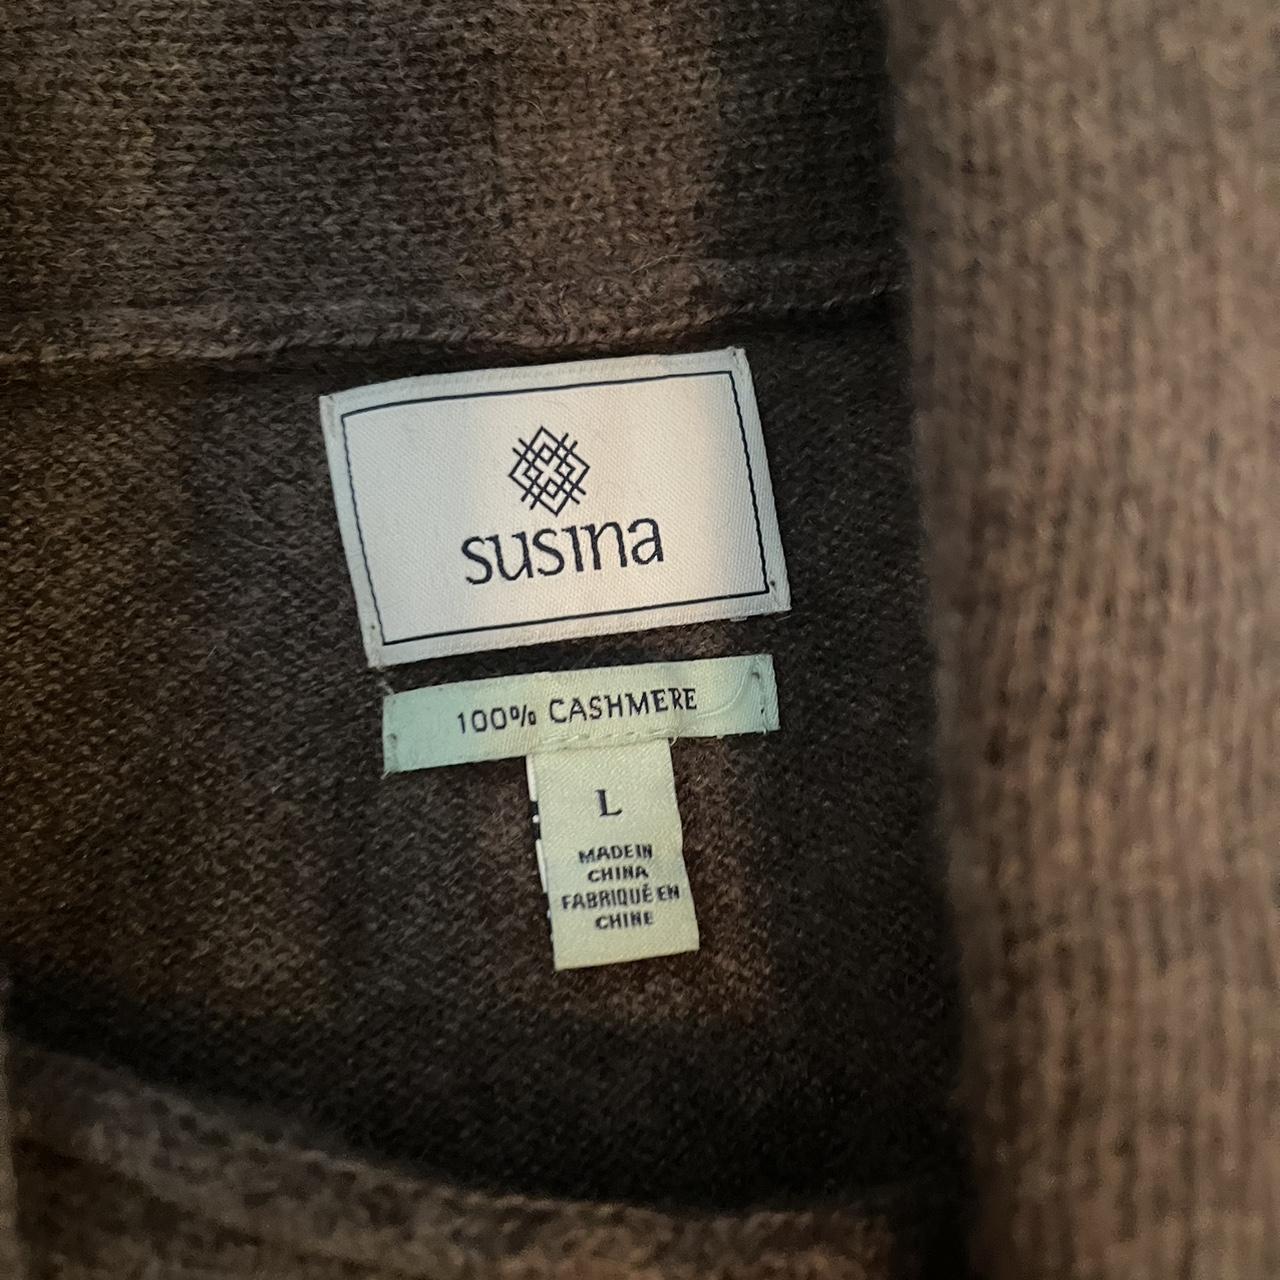 susina
100% CASHMERE
L
MADE IN
CHINA
FABRIQUÉ EN
CHINE